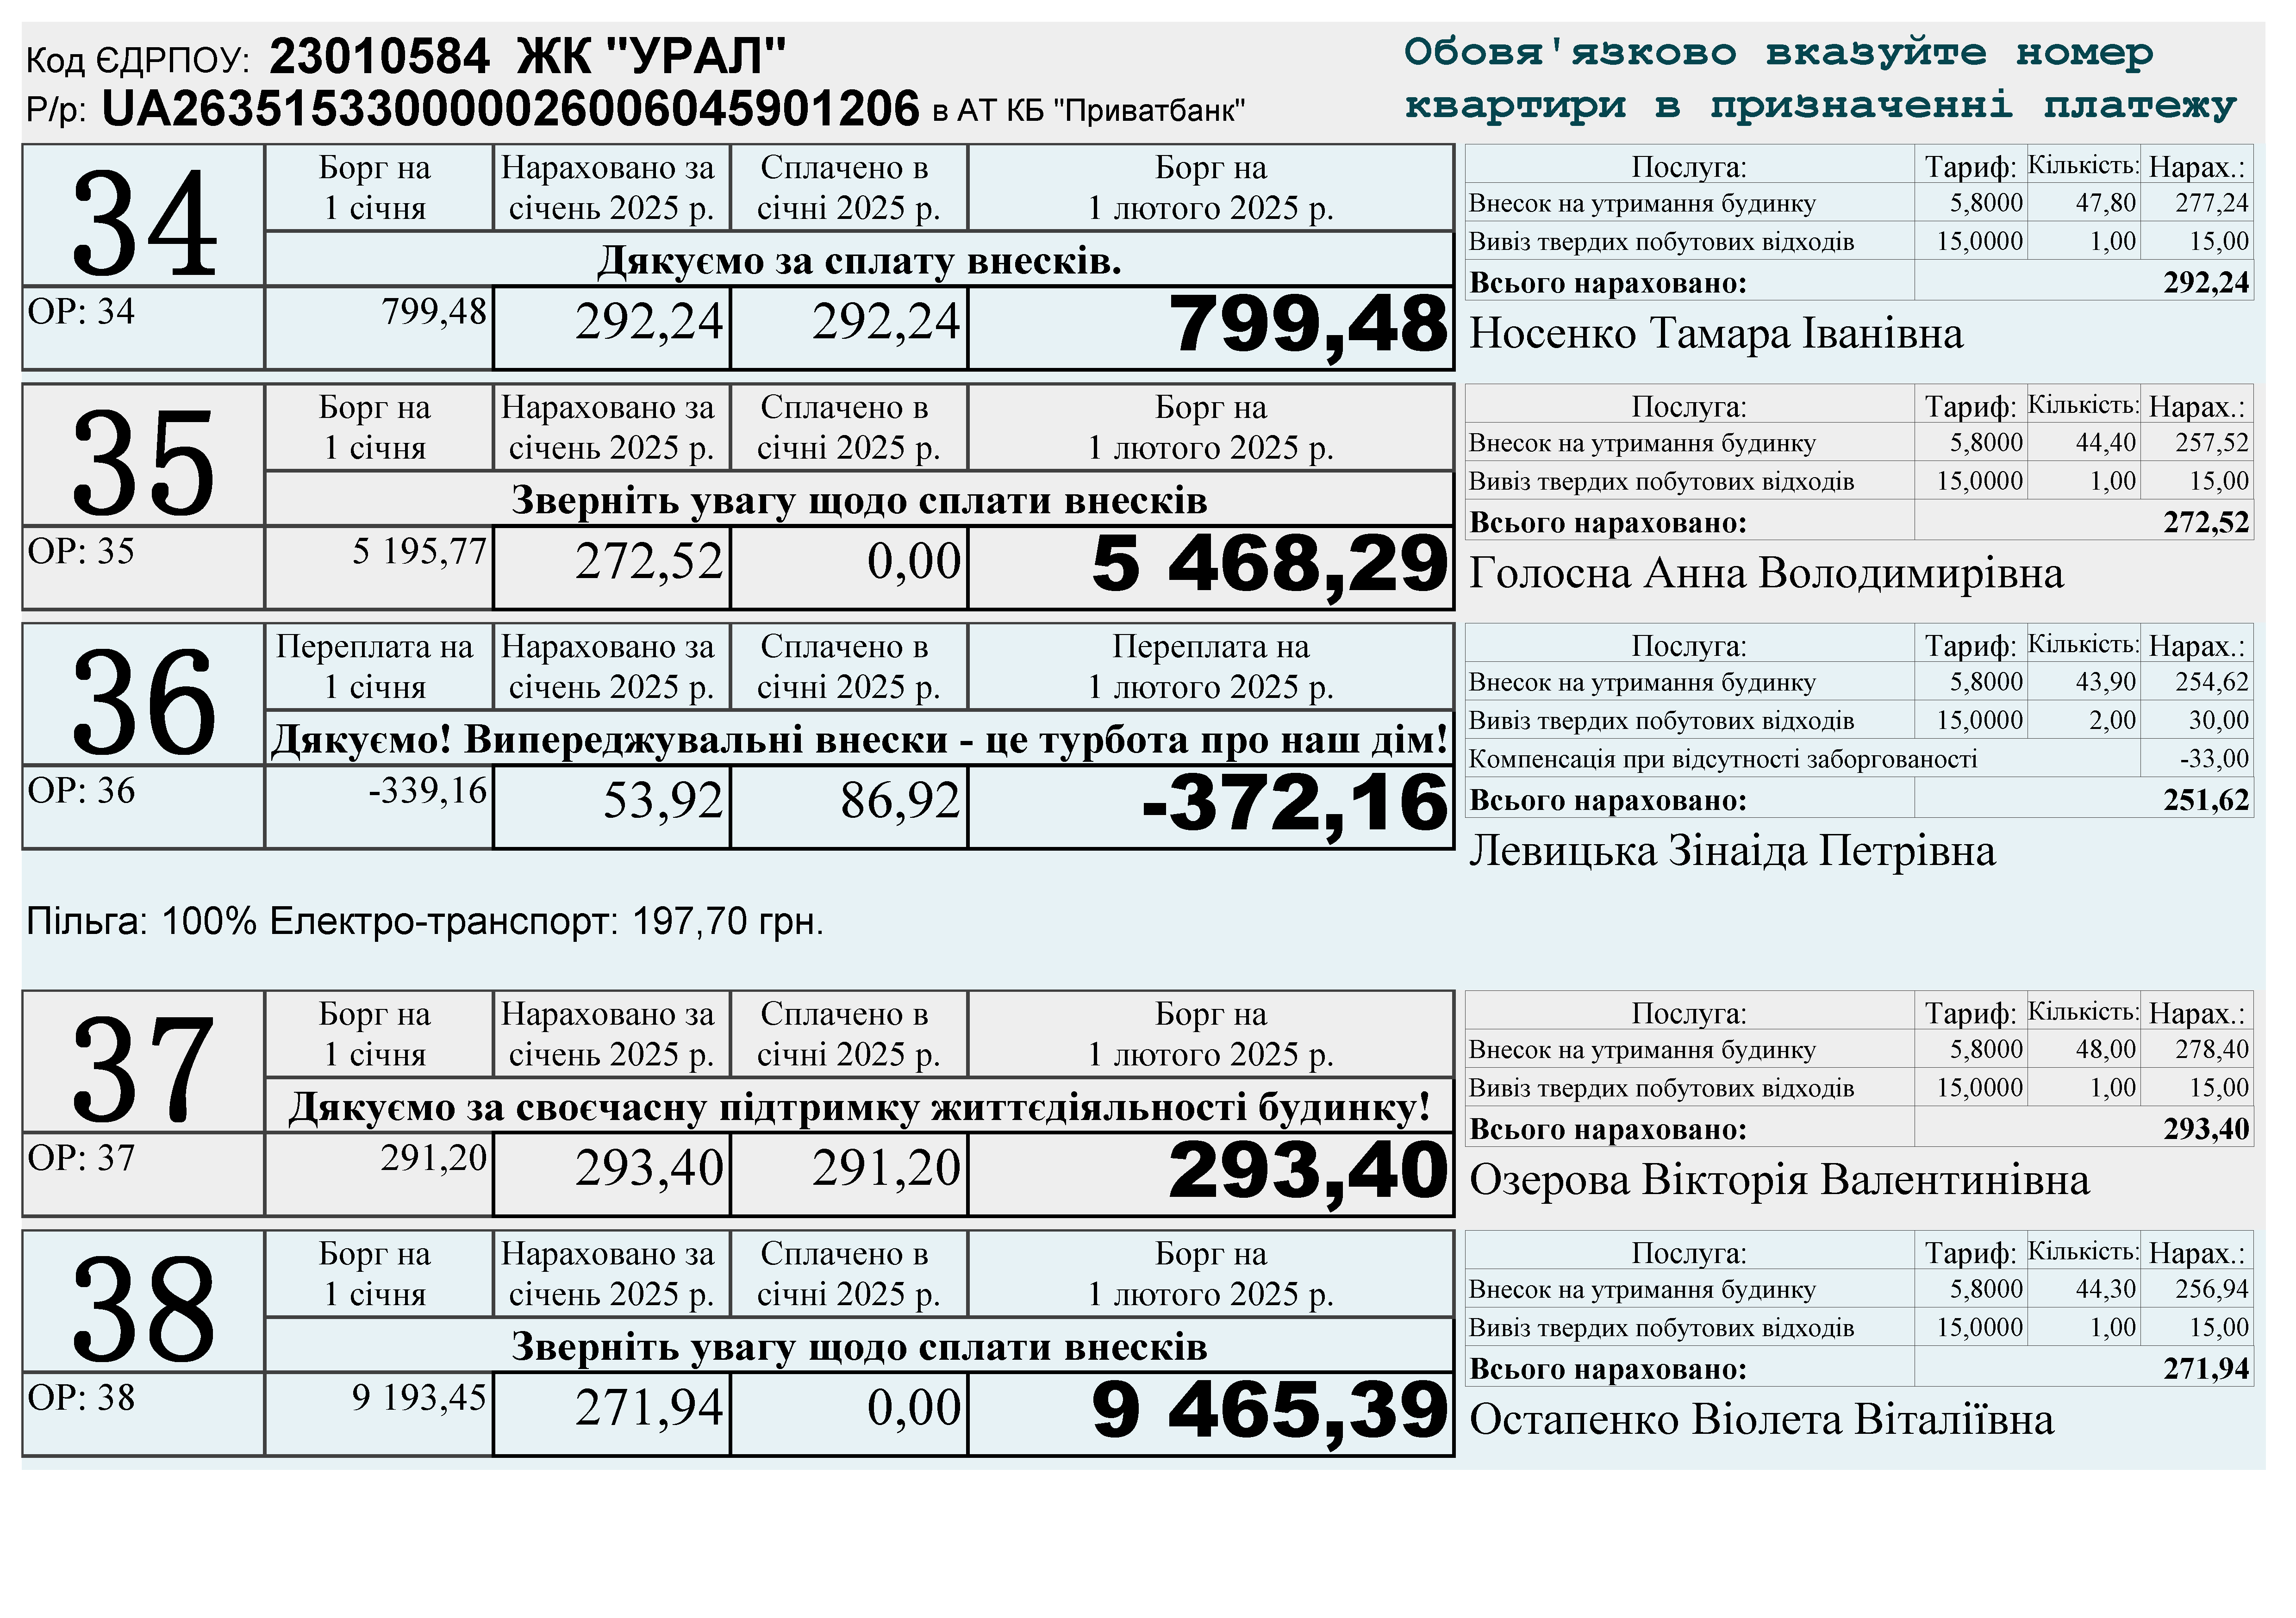 Код ЄДРПОУ: 23010584 ЖК "УРАЛ"
Р/р: UA263515330000026006045901206 в АТ КБ "Приватбанк"
Обовя'язково вказуйте номер
квартири в призначенні платежу
34
Борг на
1 січня
Нараховано за
січень 2025 р.
Сплачено в
січні 2025 р.
Борг на
1 лютого 2025 р.
Дякуємо за сплату внесків.
ОР: 34 799,48 292,24 292,24 799,48
Послуга: Тариф: Кількість: Нарах.:
Внесок на утримання будинку 5,8000 47,80 277,24
Вивіз твердих побутових відходів 15,0000 1,00 15,00
Всього нараховано: 292,24
Носенко Тамара Іванівна
35
Борг на
1 січня
Нараховано за
січень 2025 р.
Сплачено в
січні 2025 р.
Борг на
1 лютого 2025 р.
Зверніть увагу щодо сплати внесків
ОР: 35 5 195,77 272,52 0,00 5 468,29
Послуга: Тариф: Кількість: Нарах.:
Внесок на утримання будинку 5,8000 44,40 257,52
Вивіз твердих побутових відходів 15,0000 1,00 15,00
Всього нараховано: 272,52
Голосна Анна Володимирівна
36
Переплата на
1 січня
Нараховано за
січень 2025 р.
Сплачено в
січні 2025 р.
Переплата на
1 лютого 2025 р.
Дякуємо! Випереджувальні внески - це турбота про наш дім!
ОР: 36 -339,16 53,92 86,92 -372,16
Послуга: Тариф: Кількість: Нарах.:
Внесок на утримання будинку 5,8000 43,90 254,62
Вивіз твердих побутових відходів 15,0000 2,00 30,00
Компенсація при відсутності заборгованості -33,00
Всього нараховано: 251,62
Левицька Зінаіда Петрівна
Пільга: 100% Електро-транспорт: 197,70 грн.
37
Борг на
1 січня
Нараховано за
січень 2025 р.
Сплачено в
січні 2025 р.
Борг на
1 лютого 2025 р.
Дякуємо за своєчасну підтримку життєдіяльності будинку!
ОР: 37 291,20 293,40 291,20 293,40
Послуга: Тариф: Кількість: Нарах.:
Внесок на утримання будинку 5,8000 48,00 278,40
Вивіз твердих побутових відходів 15,0000 1,00 15,00
Всього нараховано: 293,40
Озерова Вікторія Валентинівна
38
Борг на
1 січня
Нараховано за
січень 2025 р.
Сплачено в
січні 2025 р.
Борг на
1 лютого 2025 р.
Зверніть увагу щодо сплати внесків
ОР: 38 9 193,45 271,94 0,00 9 465,39
Послуга: Тариф: Кількість: Нарах.:
Внесок на утримання будинку 5,8000 44,30 256,94
Вивіз твердих побутових відходів 15,0000 1,00 15,00
Всього нараховано: 271,94
Остапенко Віолета Віталіївна